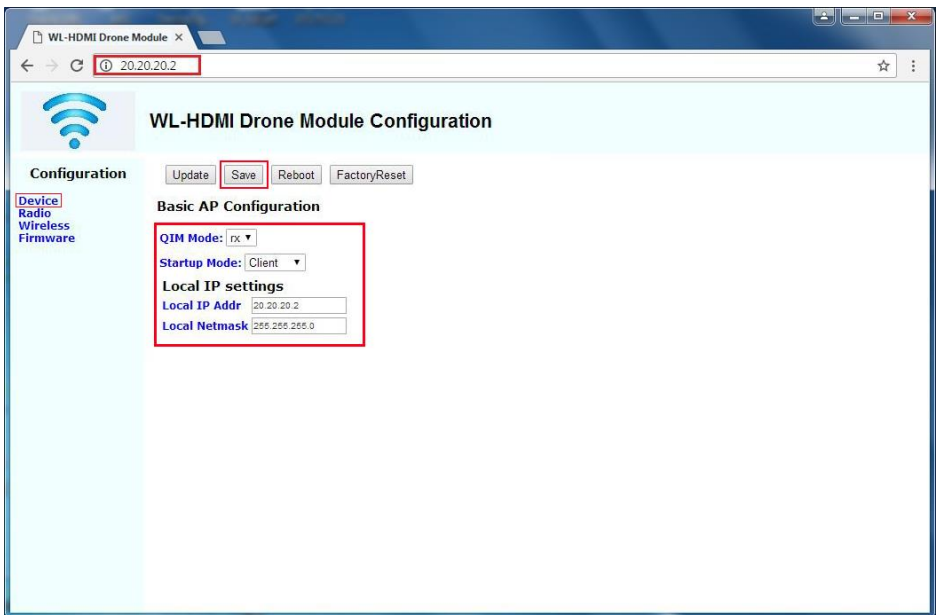 WL-HDMI Drone Module
20.20.20.2
WL-HDMI Drone Module Configuration
Configuration
Device
Radio
Wireless
Firmware
Update Save Reboot FactoryReset
Basic AP Configuration
QIM Mode: rx
Startup Mode: Client
Local IP settings
Local IP Addr 20.20.20.2
Local Netmask 255.255.255.0